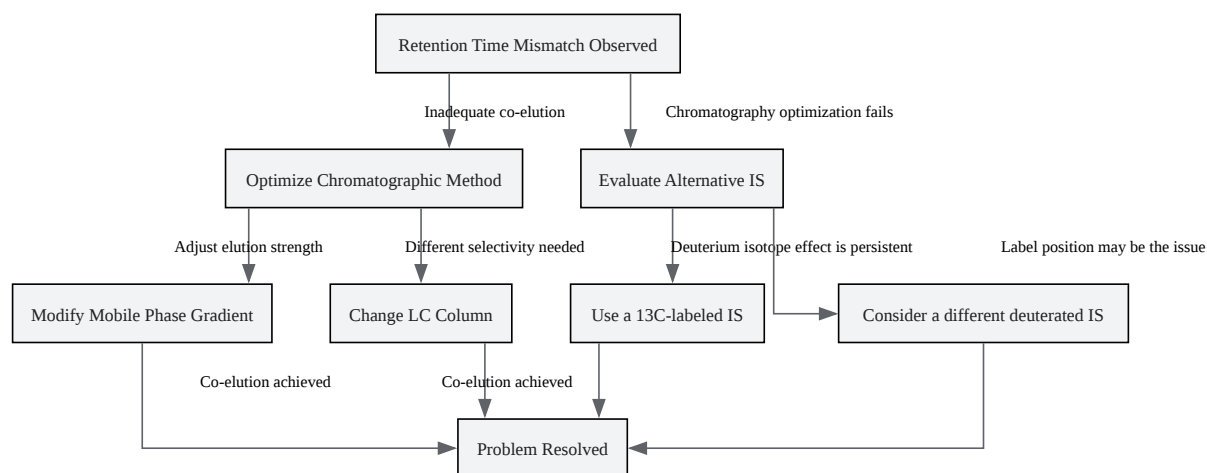 Retention Time Mismatch Observed
Inadequate co-elution
Chromatography optimization fails
Optimize Chromatographic Method
Evaluate Alternative IS
Adjust elution strength
Different selectivity needed
Deuterium isotope effect is persistent
Label position may be the issue
Modify Mobile Phase Gradient
Change LC Column
Use a 13C-labeled IS
Consider a different deuterated IS
Co-elution achieved
Co-elution achieved
Problem Resolved